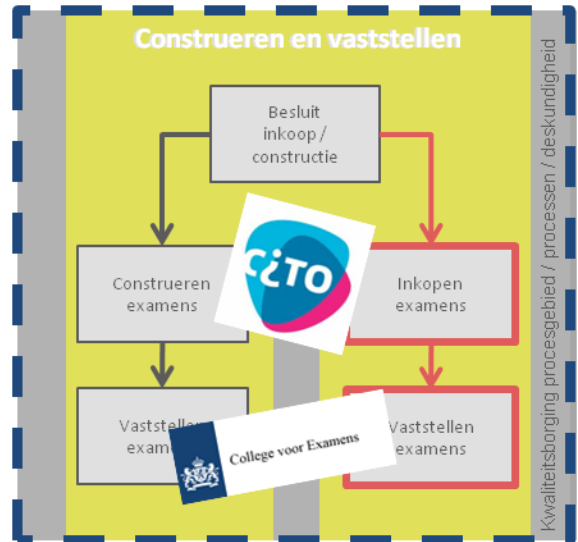 Construeren en vaststellen
Besluit
inkoop /
constructie
Construeren
examens
CiTO
Inkopen
examens
Vaststellen
College voor Examens
Vaststellen
examens
Kwaliteitsborging procesgebied / processen / deskundigheid